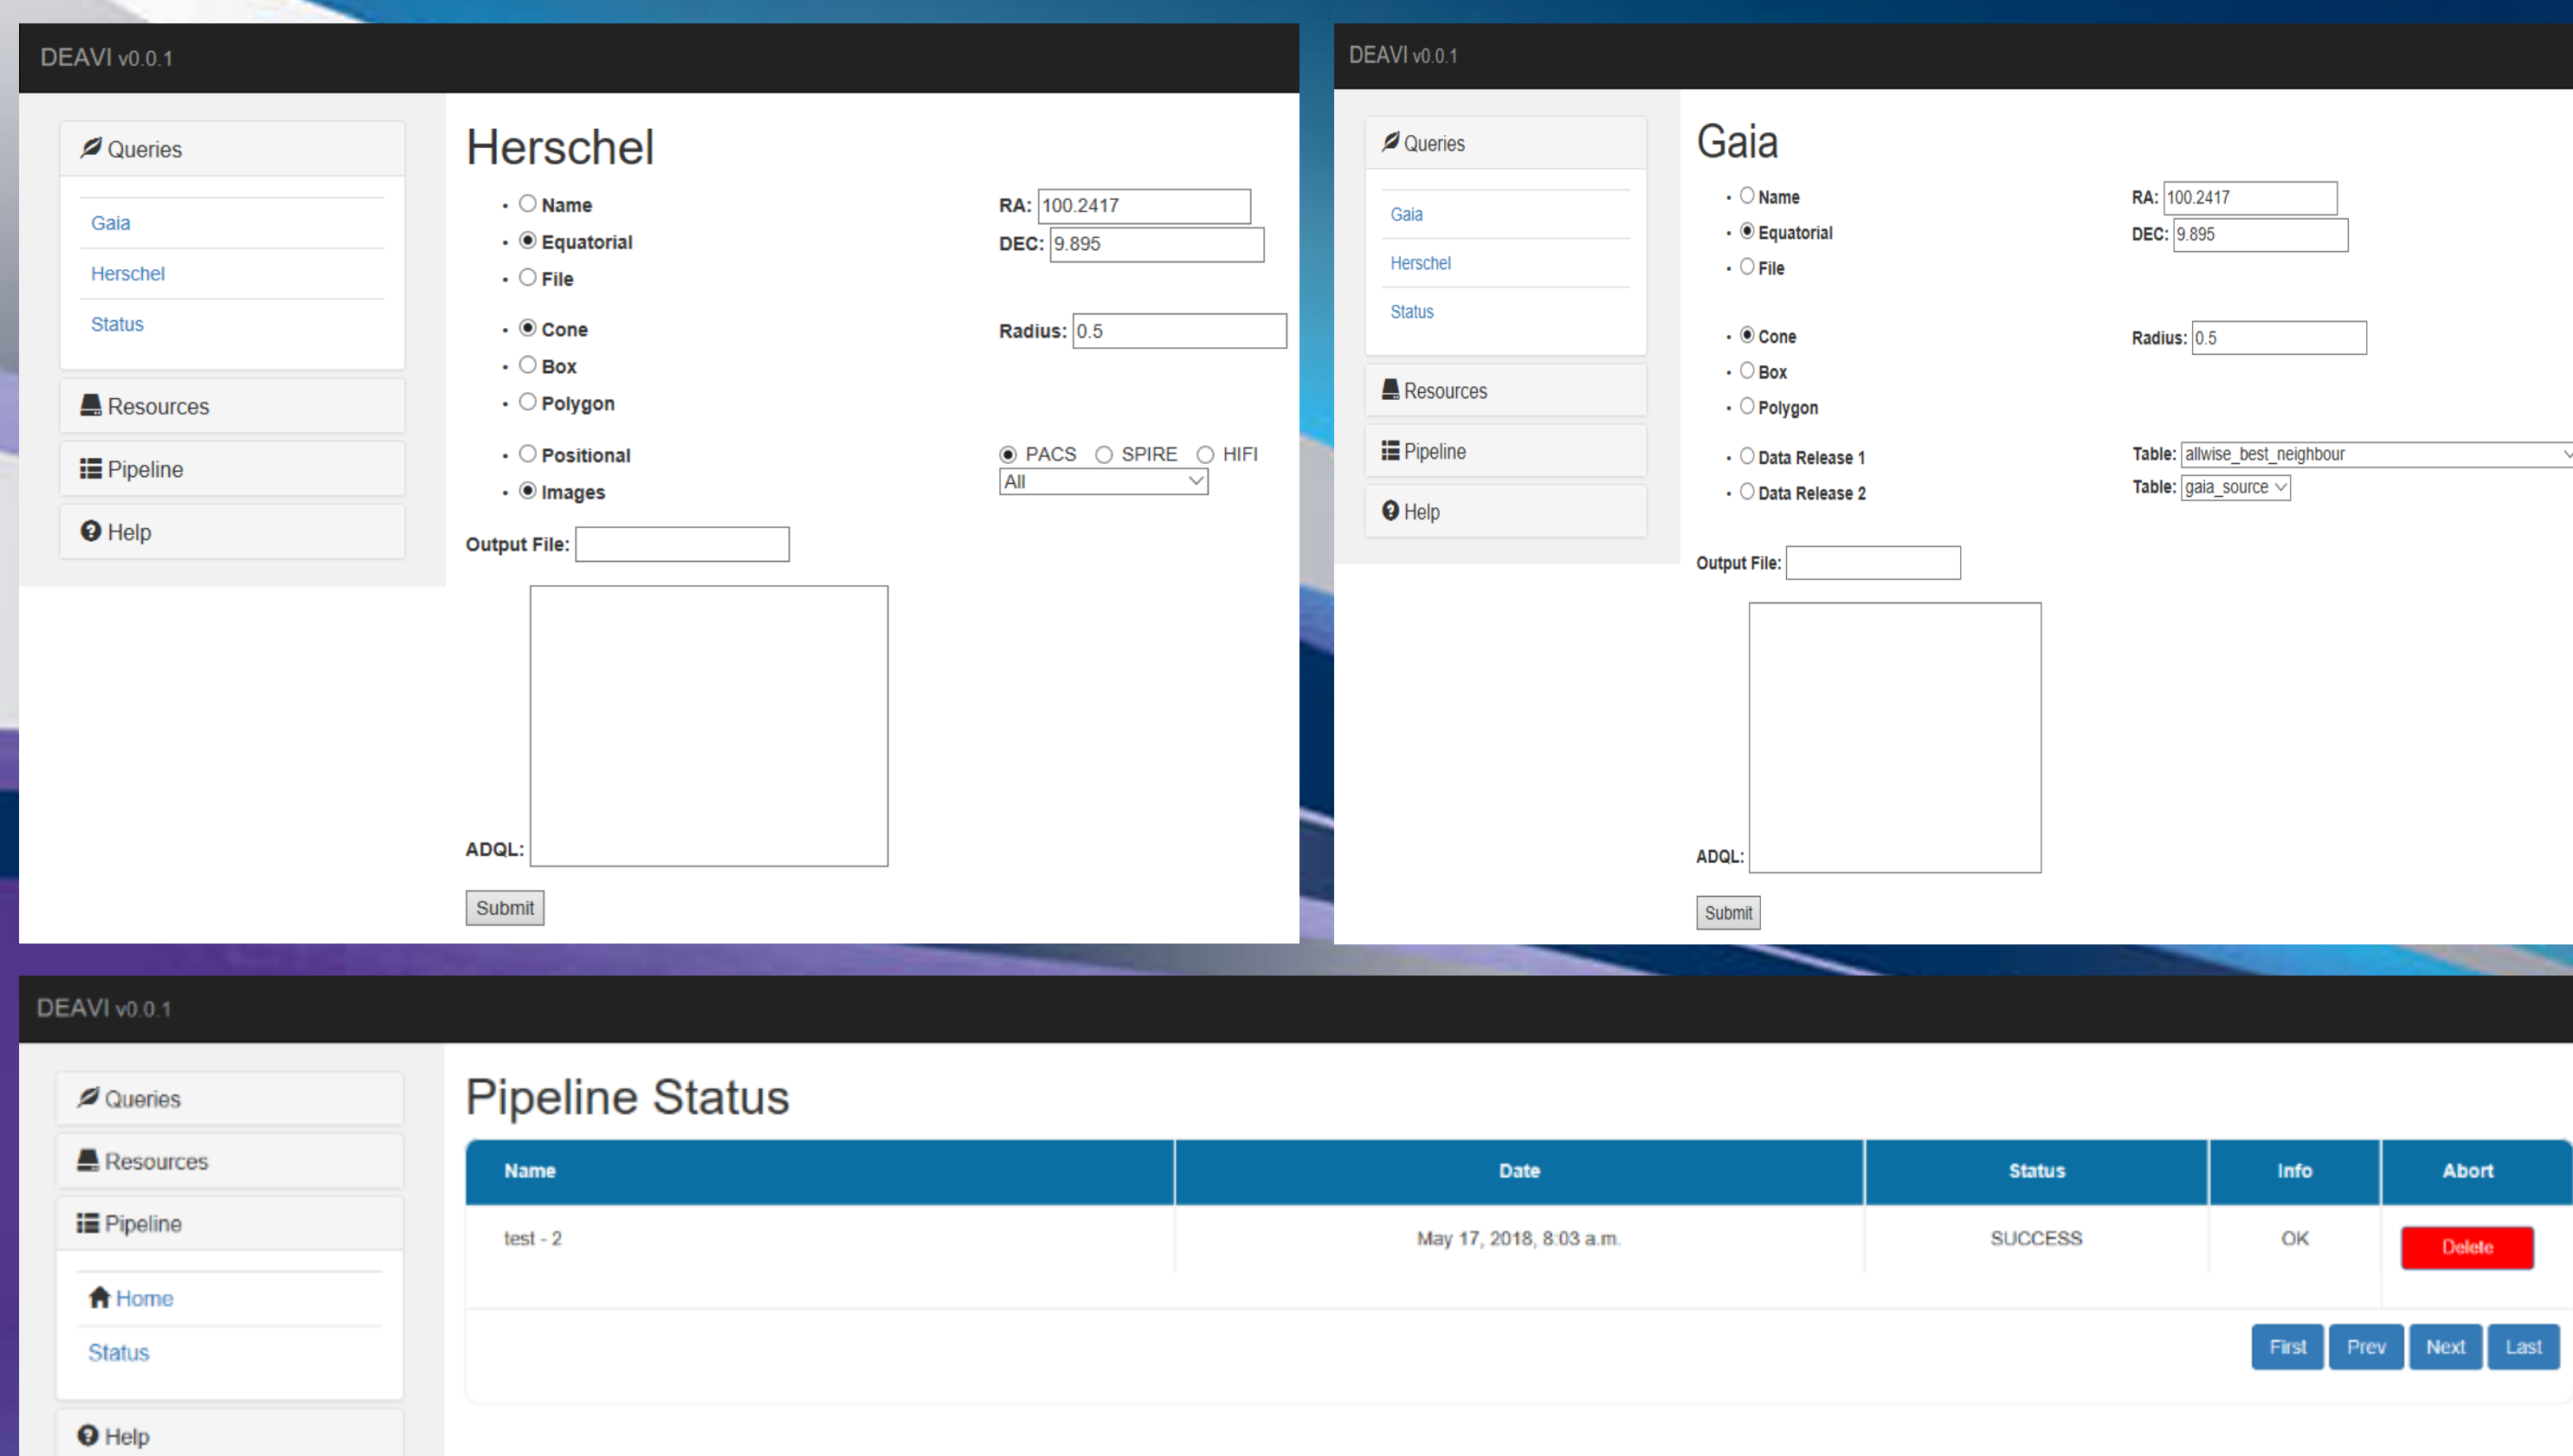 DEAVI v0.0.1
Queries
Gaia
Herschel
Status
Resources
Pipeline
Help
Herschel
Name
Equatorial
File
RA: 100.2417
DEC: 9.895
Cone
Box
Polygon
Radius: 0.5
Positional
Images
PACS SPIRE HIFI
All
Output File:
ADQL:
Submit
DEAVI v0.0.1
Queries
Gaia
Herschel
Status
Resources
Pipeline
Help
Gaia
Name
Equatorial
File
RA: 100.2417
DEC: 9.895
Cone
Box
Polygon
Radius: 0.5
Data Release 1
Data Release 2
Table: allwise_best_neighbour
Table: gaia_source
Output File:
ADQL:
Submit
DEAVI v0.0.1
Queries
Resources
Pipeline
Home
Status
Help
Pipeline Status
Name Date Status Info Abort
test - 2 May 17, 2018, 8:03 a.m. SUCCESS OK Delete
First Prev Next Last